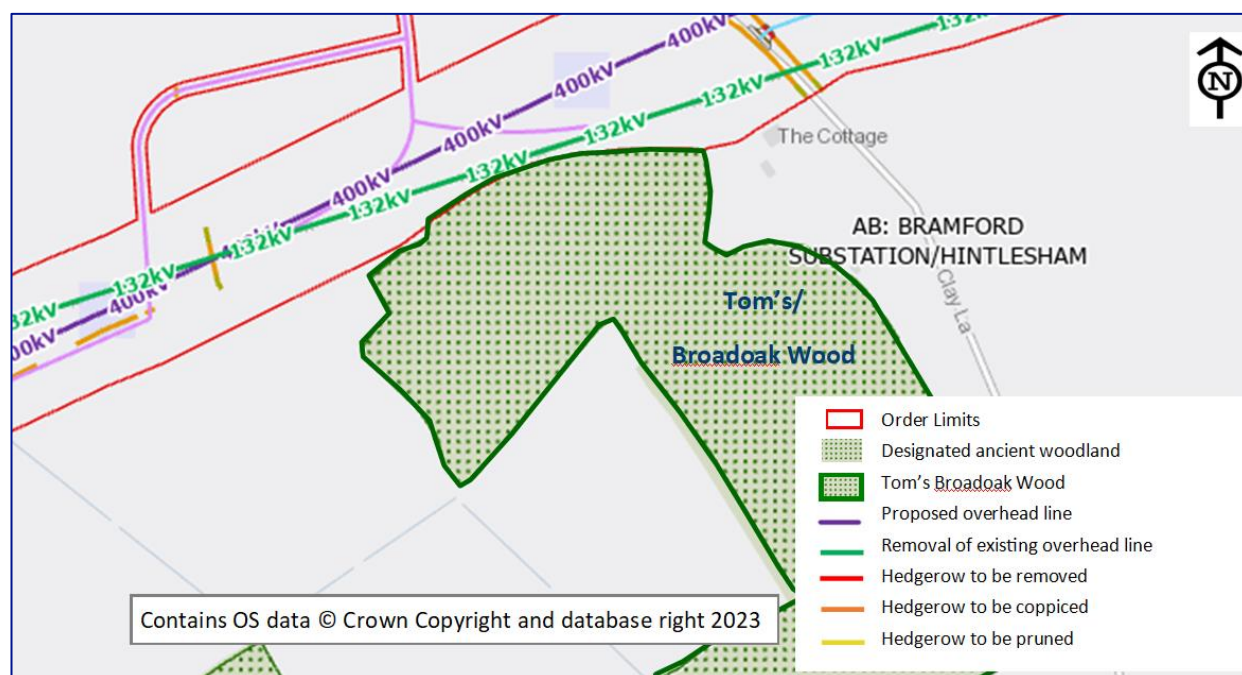 400kV
132kV
N
132kV
400kV
132kV
400kV
132kV
The Cottage
132kV
400kV
132kV
AB: BRAMFORD
SUBSTATION/HINTLESHAM
132kV
132kV
400kV
32kV
00kV
Clay La
Tom's/
Broadoak Wood
Order Limits
Designated ancient woodland
Tom's Broadoak Wood
Proposed overhead line
Removal of existing overhead line
Hedgerow to be removed
Hedgerow to be coppiced
Hedgerow to be pruned
Contains OS data © Crown Copyright and database right 2023